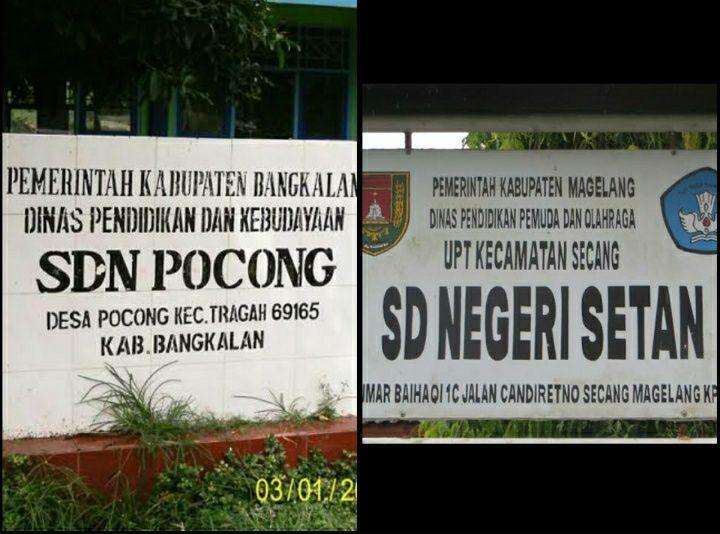 PEMERINTAH KABUPATEN BANGKALAN
DINAS PENDIDIKAN DAN KEBUDAYAAN
SDN POCONG
DESA POCONG KEC.TRAGAH 69165
KAB.BANGKALAN
03/01/20
PEMERINTAH KABUPATEN MAGELANG
DINAS PENDIDIKAN PEMUDA DAN OLAHRAGA
UPT KECAMATAN SECANG
SD NEGERI SETAN
BAIHAQI 1C JALAN CANDIRETNO SECANG MAGELANG